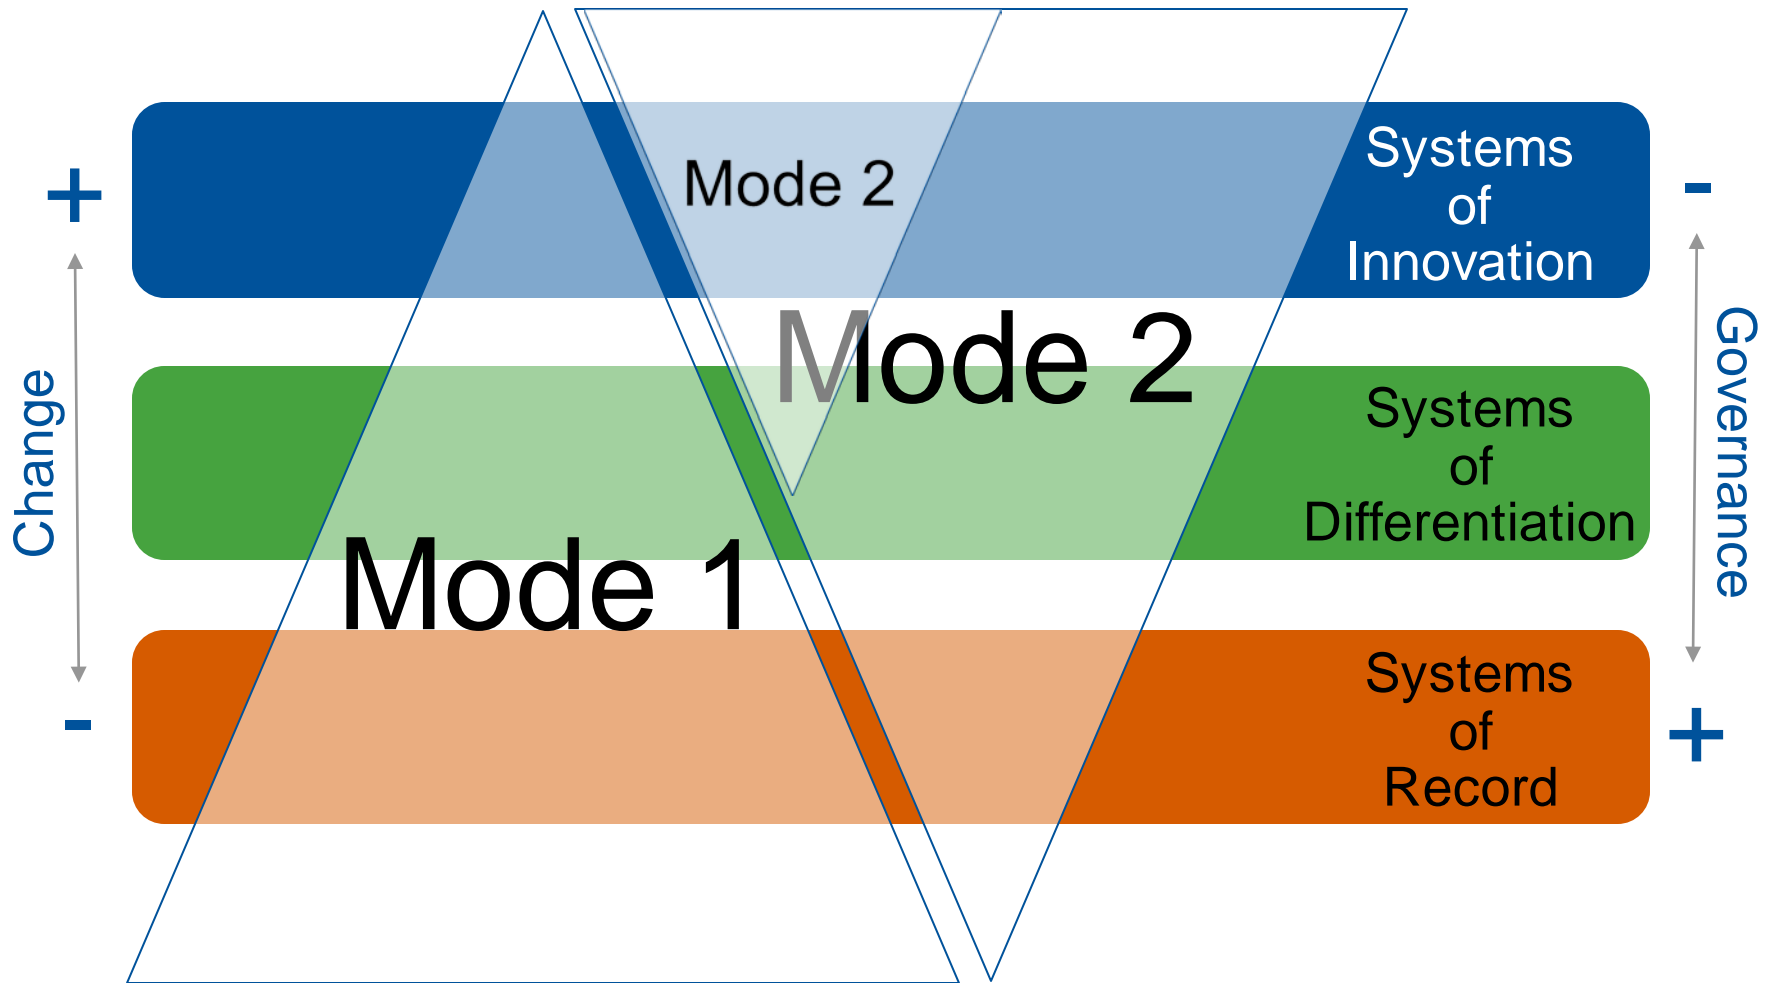 Systems
of
Innovation
Mode 2
+
-
Mode 2
Change
Governance
Systems
of
Differentiation
Mode 1
Systems
of
Record
-
+